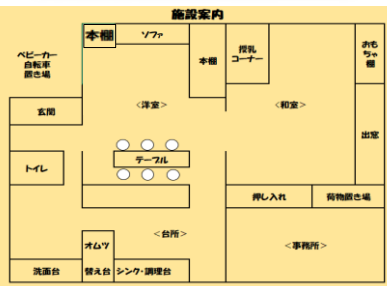 施設案内
ベビーカー
自転車
置き場
本棚
ソファ
本棚
授乳
コーナー
おも
ちゃ
棚
玄関
＜洋室＞
＜和室＞
出窓
トイレ
テーブル
押し入れ
荷物置き場
＜台所＞
＜事務所＞
オムツ
替え台
洗面台
シンク・調理台